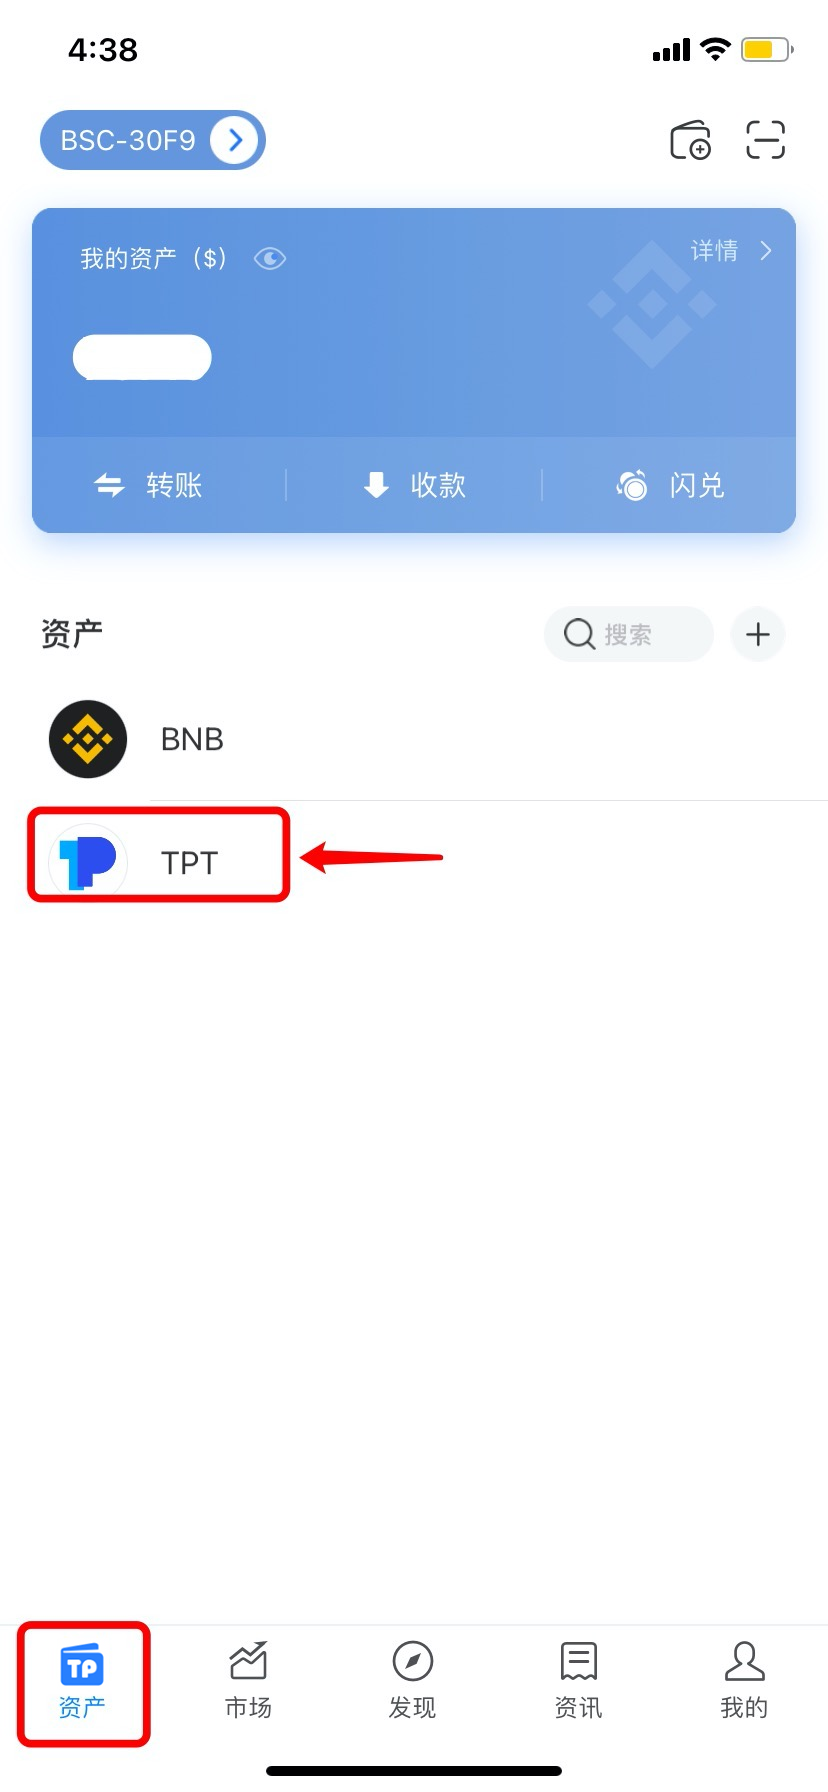 4:38
BSC-30F9
我的资产（$）
详情
转账
收款
闪兑
资产
搜索
BNB
TPT
TP
资产
市场
发现
资讯
我的